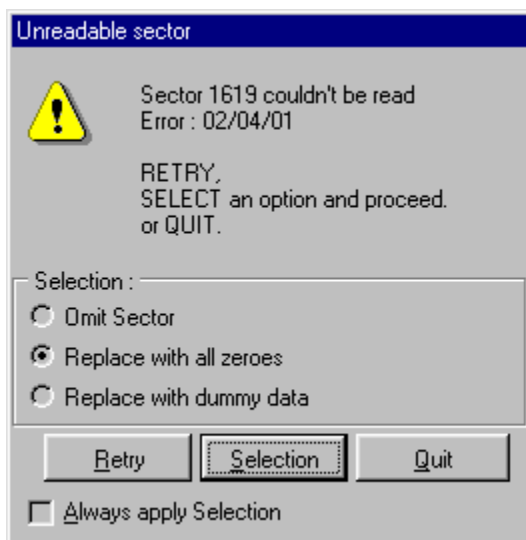 Unreadable sector
Sector 1619 couldn't be read
Error : 02/04/01
RETRY,
SELECT an option and proceed.
or QUIT.
Selection :
Omit Sector
Replace with all zeroes
Replace with dummy data
Retry Selection Quit
Always apply Selection